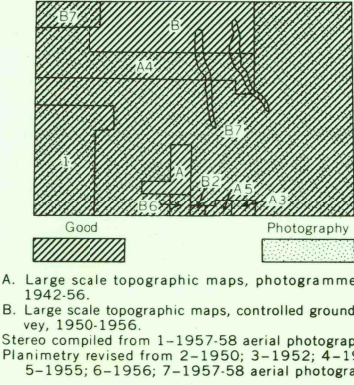 B7
B
A4
B7
1
A
B2
A5
B6
A3
Good
Photography
A. Large scale topographic maps, photogramme
1942-56.
B. Large scale topographic maps, controlled ground
vey, 1950-1956.
Stereo compiled from 1-1957-58 aerial photograp
Planimetry revised from 2-1950; 3-1952; 4-19
5-1955; 6-1956; 7-1957-58 aerial photogra